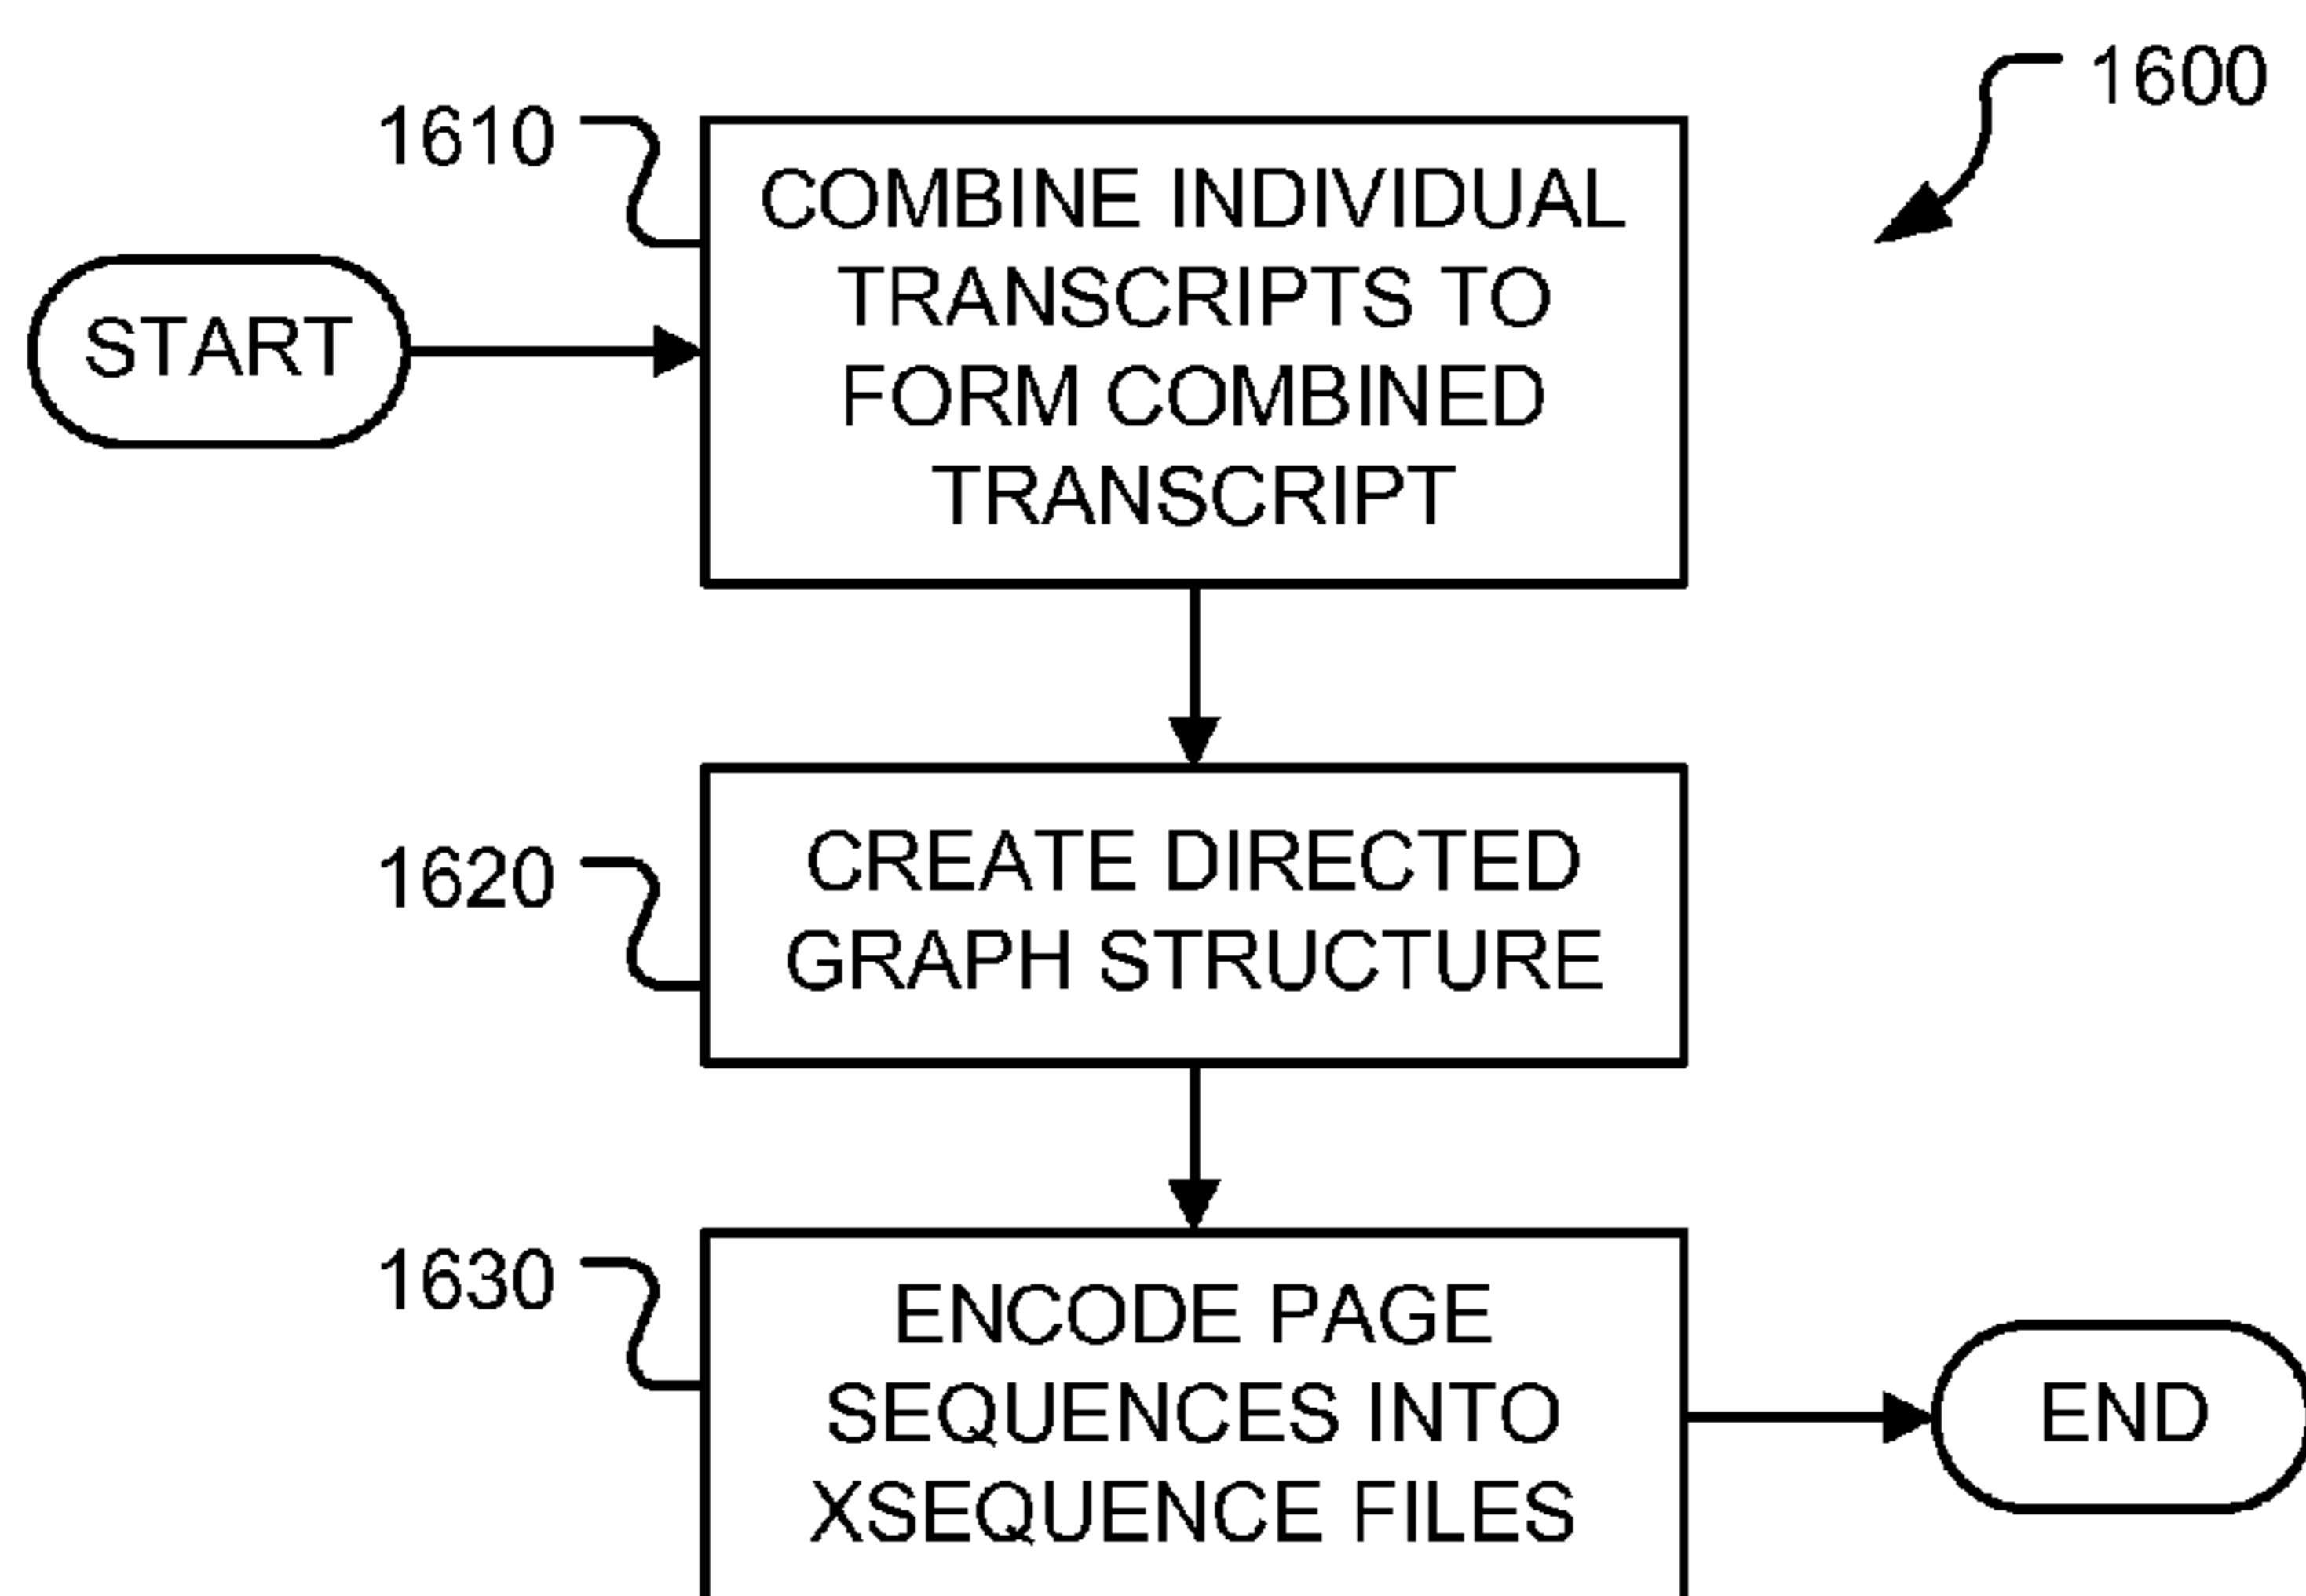 1600
1610
COMBINE INDIVIDUAL
TRANSCRIPTS TO
FORM COMBINED
TRANSCRIPT
START
1620
CREATE DIRECTED
GRAPH STRUCTURE
1630
ENCODE PAGE
SEQUENCES INTO
XSEQUENCE FILES
END